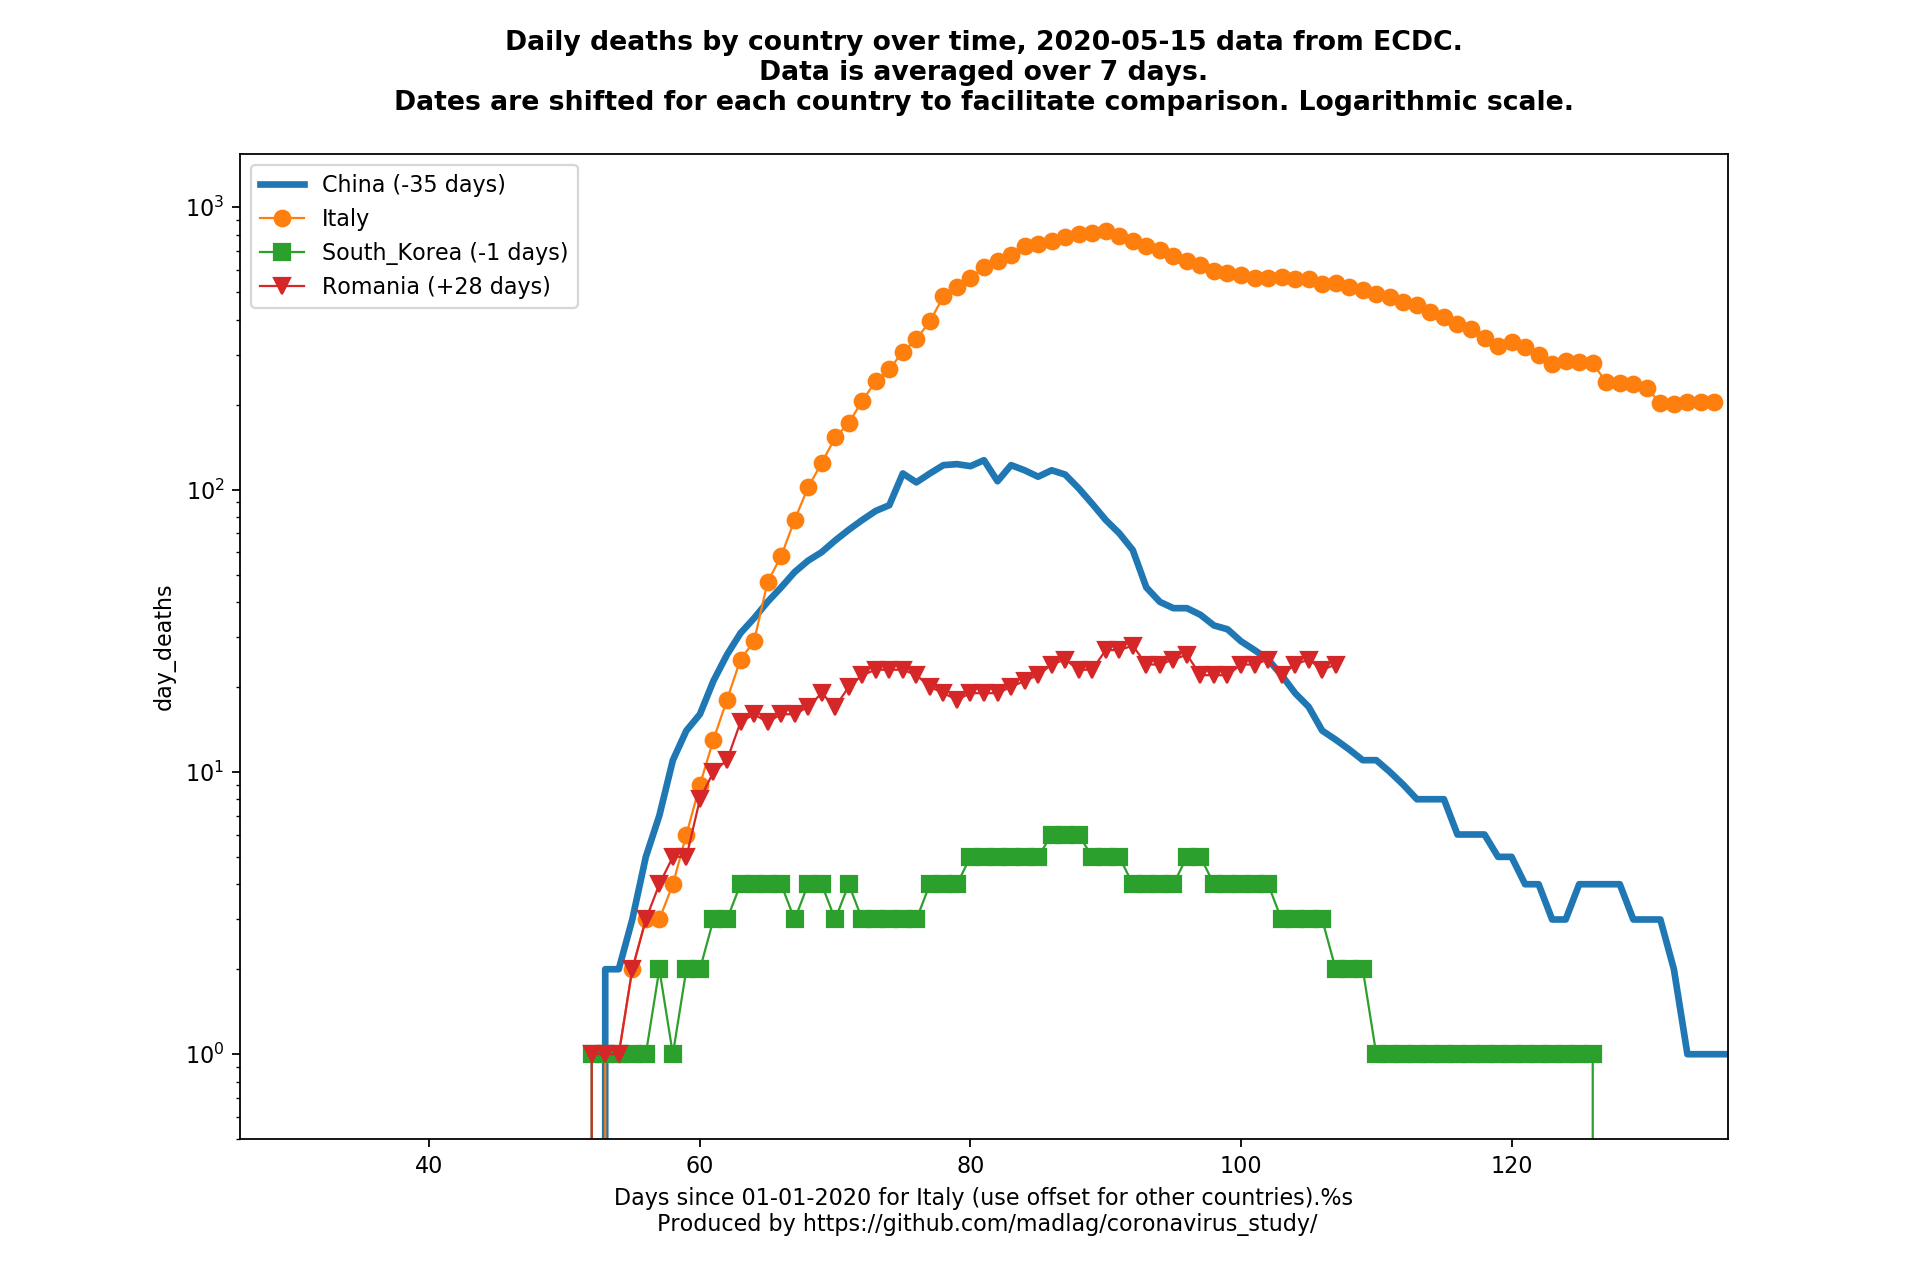 Daily deaths by country over time, 2020-05-15 data from ECDC.
Data is averaged over 7 days.
Dates are shifted for each country to facilitate comparison. Logarithmic scale.
China (-35 days)
Italy
South_Korea (-1 days)
Romania (+28 days)
10³
10²
10¹
10⁰
day_deaths
40 60 80 100 120
Days since 01-01-2020 for Italy (use offset for other countries).%s
Produced by https://github.com/madlag/coronavirus_study/